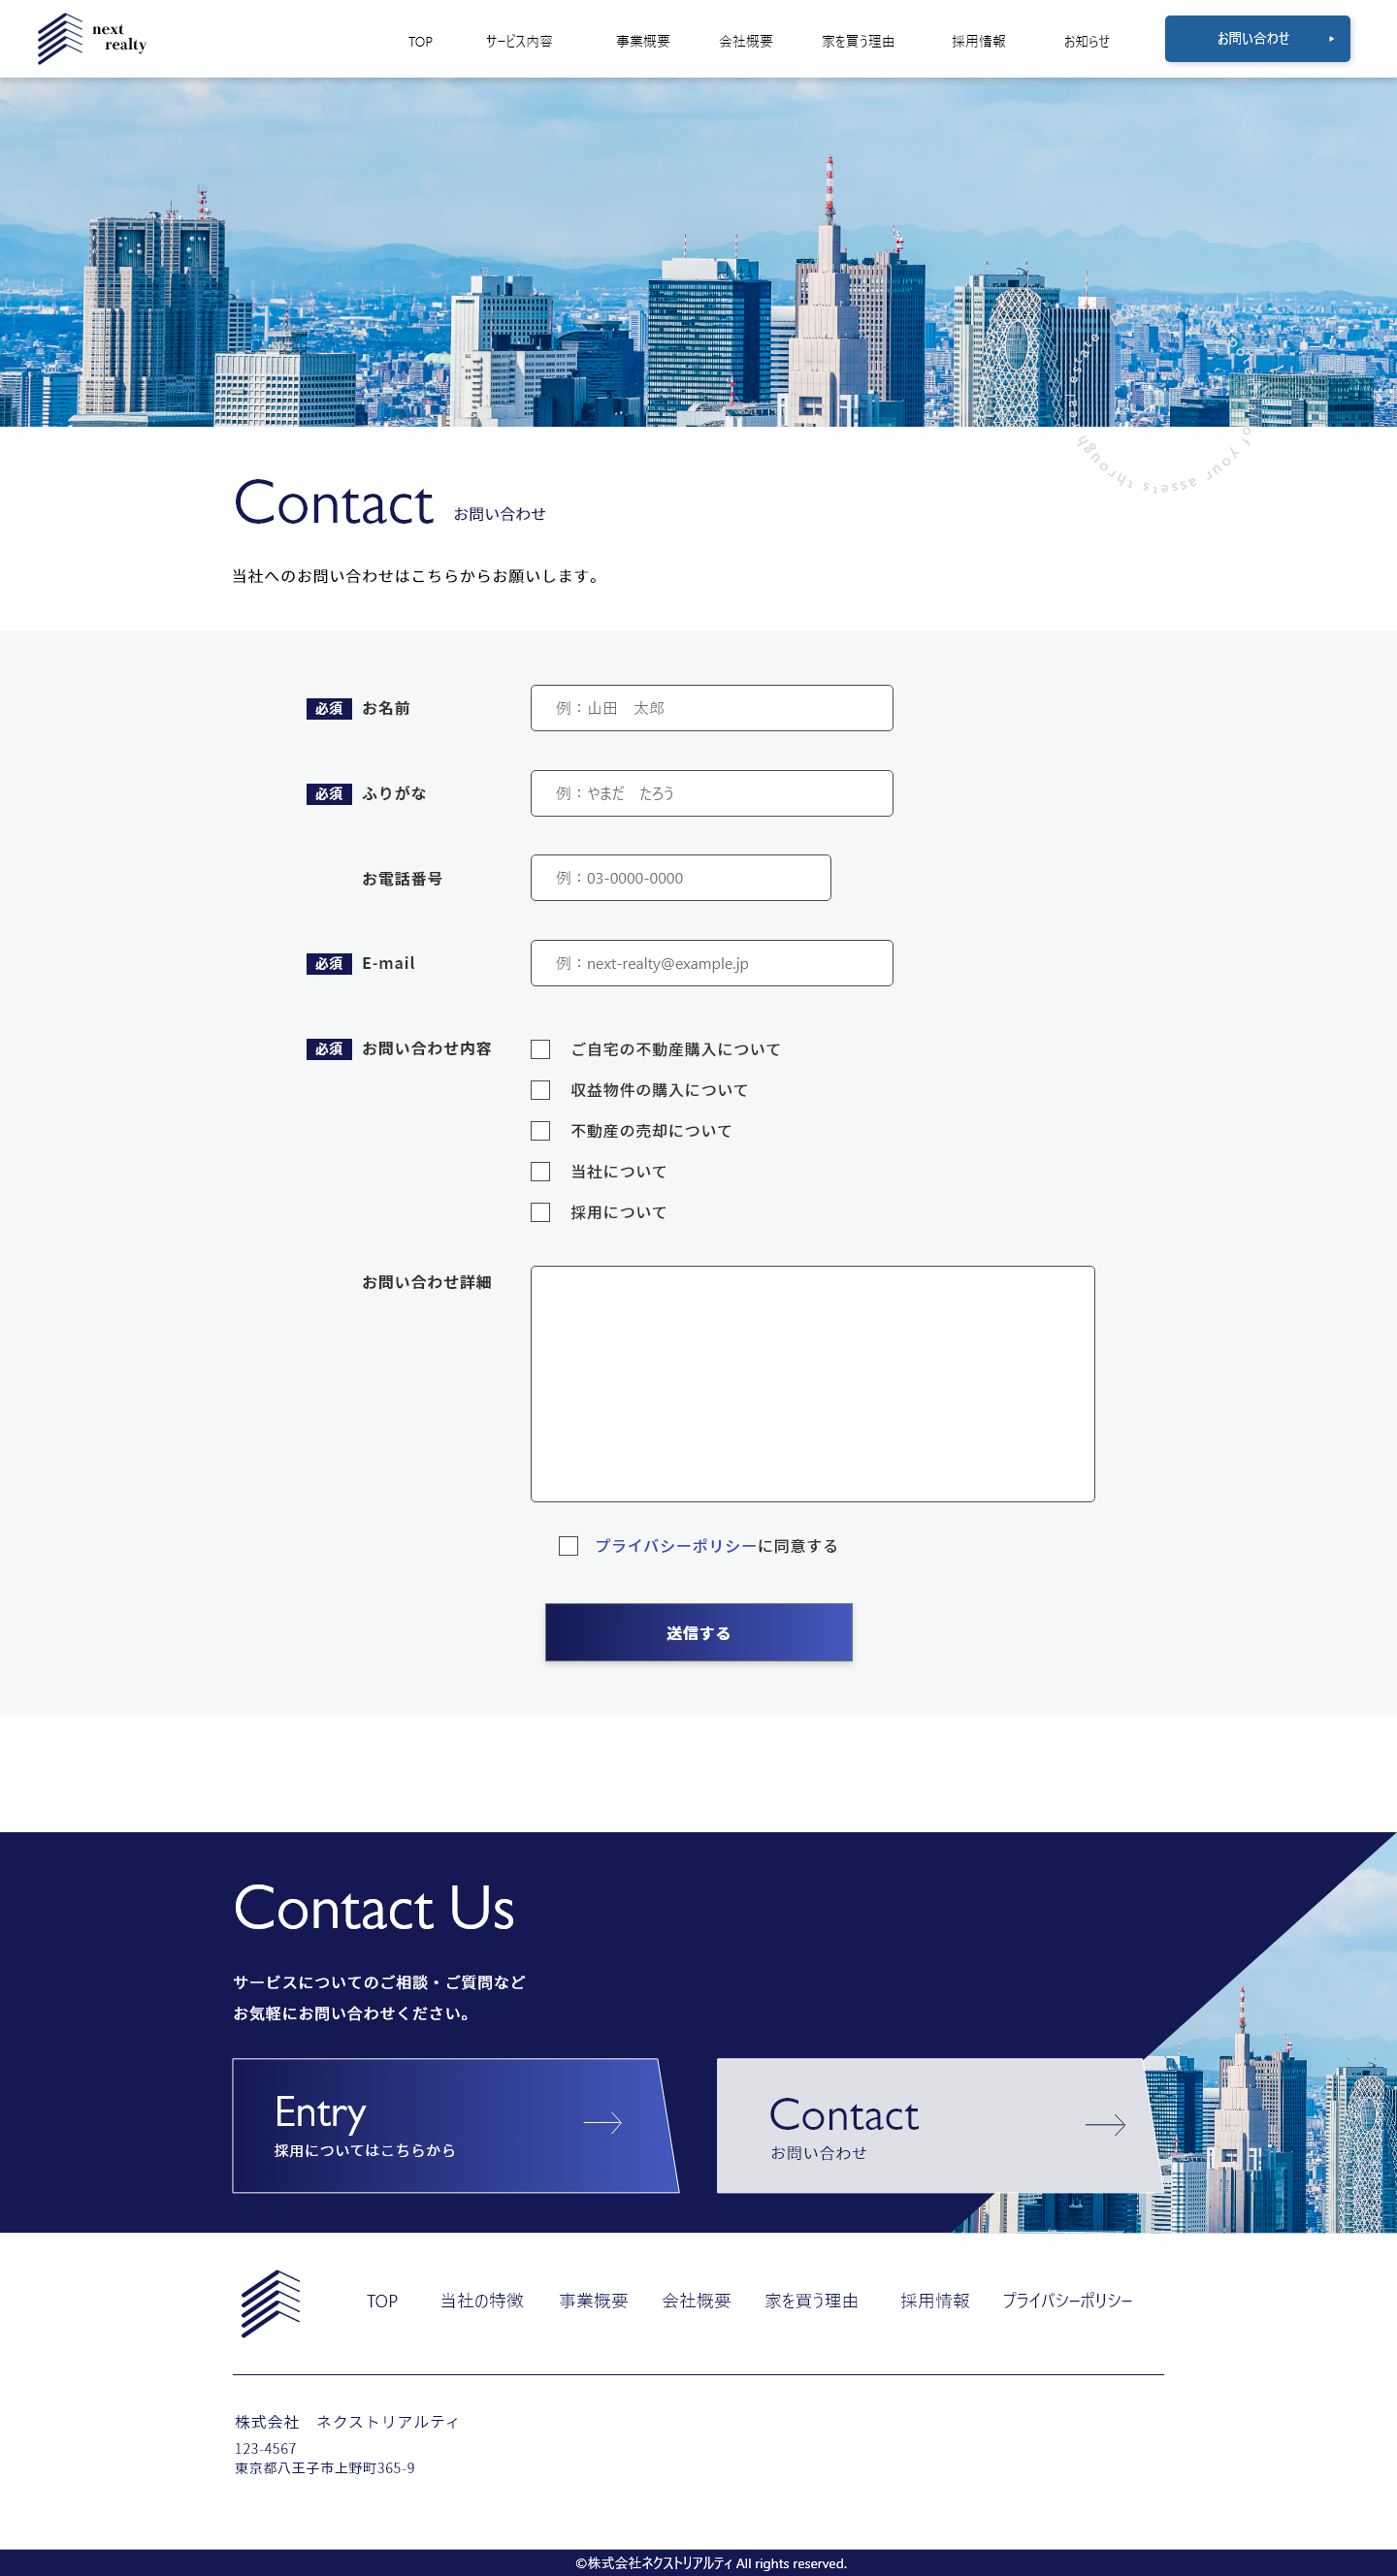 next
realty
TOP
サービス内容
事業概要
会社概要
家を買う理由
採用情報
お知らせ
お問い合わせ
of your assets through real estate
Contact お問い合わせ
当社へのお問い合わせはこちらからお願いします。
必須 お名前
例：山田　太郎
必須 ふりがな
例：やまだ　たろう
お電話番号
例：03-0000-0000
必須 E-mail
例：next-realty@example.jp
必須 お問い合わせ内容
ご自宅の不動産購入について
収益物件の購入について
不動産の売却について
当社について
採用について
お問い合わせ詳細
プライバシーポリシーに同意する
送信する
Contact Us
サービスについてのご相談・ご質問など
お気軽にお問い合わせください。
Entry
採用についてはこちらから
Contact
お問い合わせ
TOP
当社の特徴
事業概要
会社概要
家を買う理由
採用情報
プライバシーポリシー
株式会社　ネクストリアルティ
123-4567
東京都八王子市上野町365-9
©株式会社ネクストリアルティ All rights reserved.